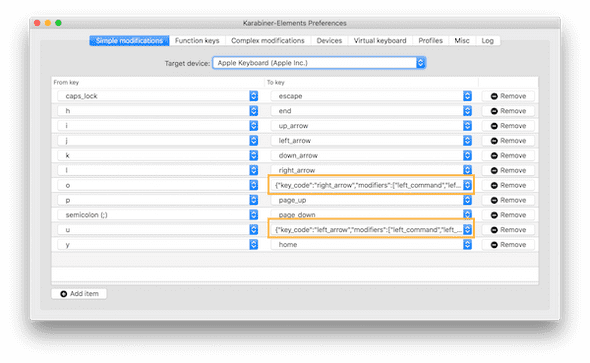 Karabiner-Elements Preferences
Simple modifications Function keys Complex modifications Devices Virtual keyboard Profiles Misc Log
Target device: Apple Keyboard (Apple Inc.)
From key To key
caps_lock escape Remove
h end Remove
i up_arrow Remove
j left_arrow Remove
k down_arrow Remove
l right_arrow Remove
o {"key_code":"right_arrow","modifiers":["left_command","lef... Remove
p page_up Remove
semicolon (;) page_down Remove
u {"key_code":"left_arrow","modifiers":["left_command","left_... Remove
y home Remove
Add item